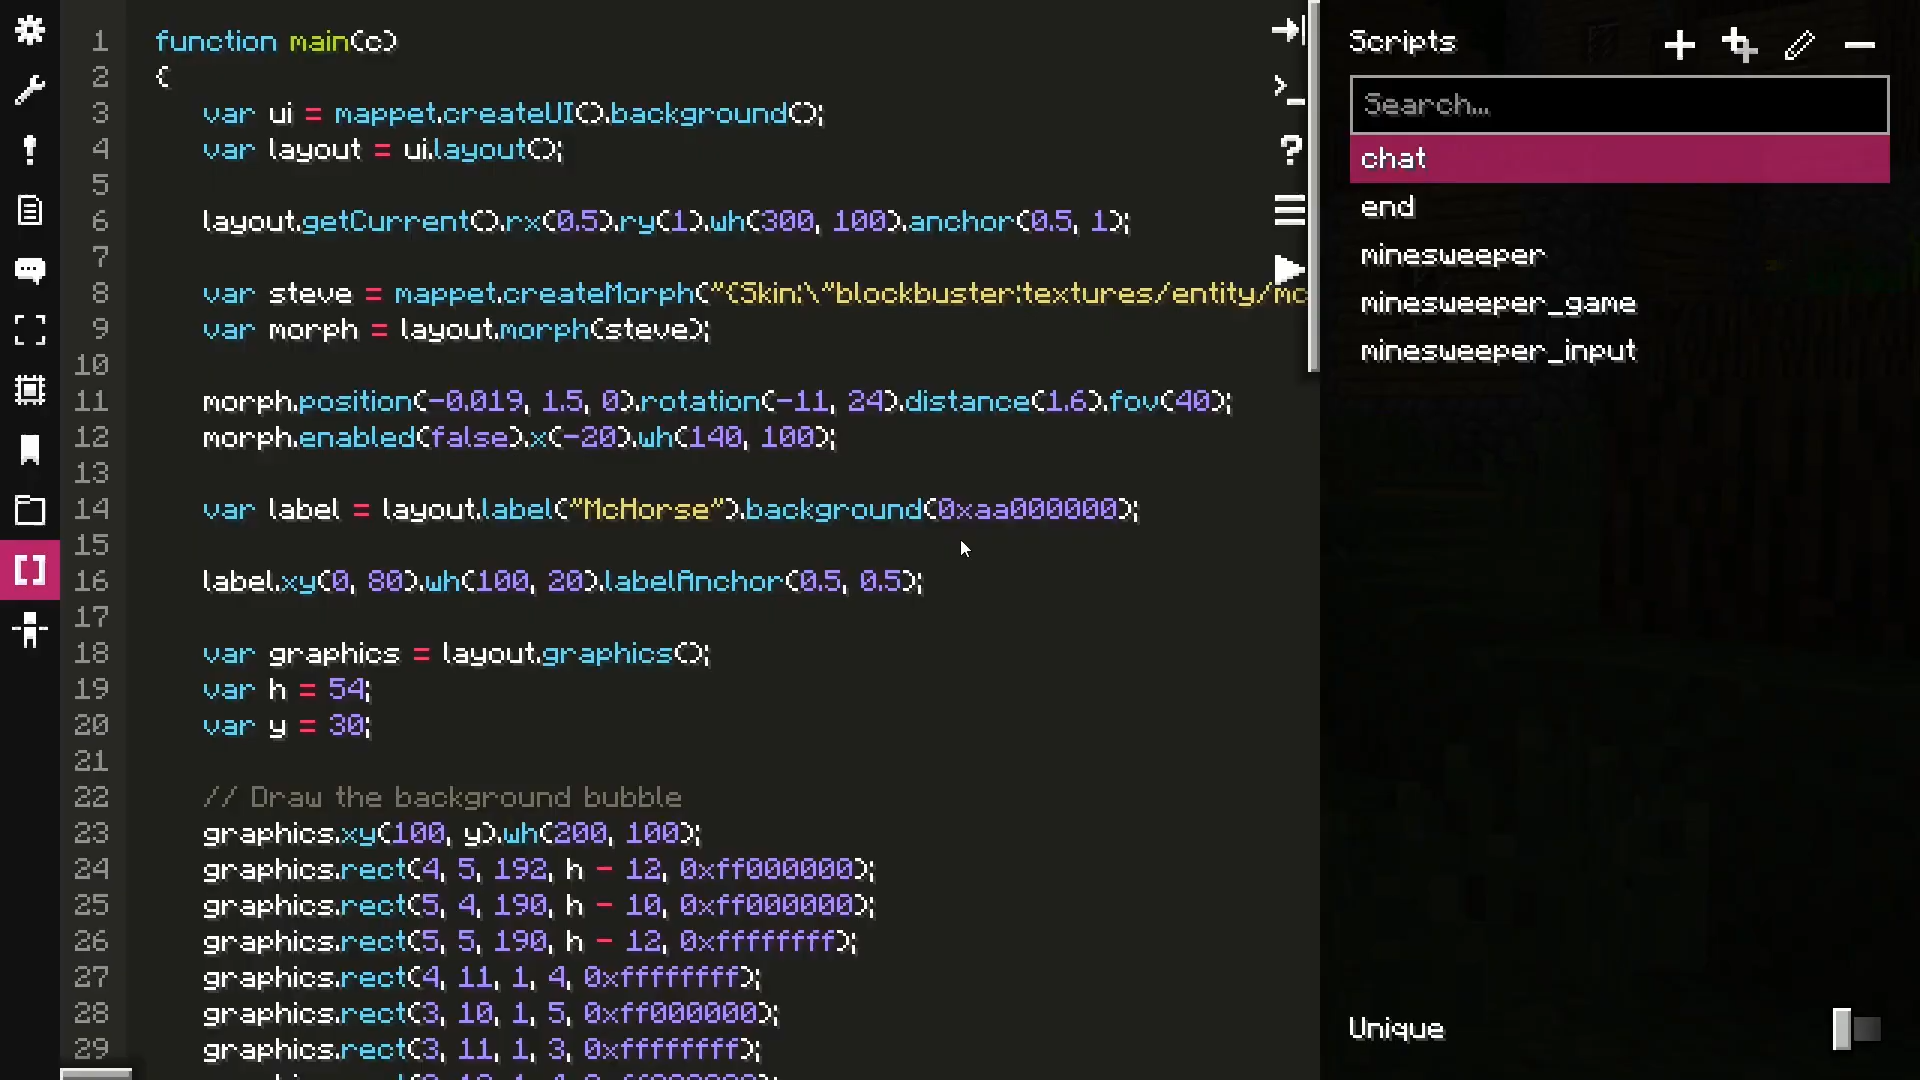 1 function main(c)
2 {
3 var ui = mappet.createUI().background();
4 var layout = ui.layout();
5
6 layout.getCurrent().rx(0.5).ry(1).wh(300, 100).anchor(0.5, 1);
7
8 var steve = mappet.createMorph("{Skin:\"blockbuster:textures/entity/mc
9 var morph = layout.morph(steve);
10
11 morph.position(-0.019, 1.5, 0).rotation(-11, 24).distance(1.6).fov(40);
12 morph.enabled(false).x(-20).wh(140, 100);
13
14 var label = layout.label("McHorse").background(0xaa000000);
15
16 label.xy(0, 80).wh(100, 20).labelAnchor(0.5, 0.5);
17
18 var graphics = layout.graphics();
19 var h = 54;
20 var y = 30;
21
22 // Draw the background bubble
23 graphics.xy(100, y).wh(200, 100);
24 graphics.rect(4, 5, 192, h - 12, 0xff000000);
25 graphics.rect(5, 4, 190, h - 10, 0xff000000);
26 graphics.rect(5, 5, 190, h - 12, 0xffffffff);
27 graphics.rect(4, 11, 1, 4, 0xffffffff);
28 graphics.rect(3, 10, 1, 5, 0xff000000);
29 graphics.rect(3, 11, 1, 3, 0xffffffff);
Scripts
Search...
chat
end
minesweeper
minesweeper_game
minesweeper_input
Unique